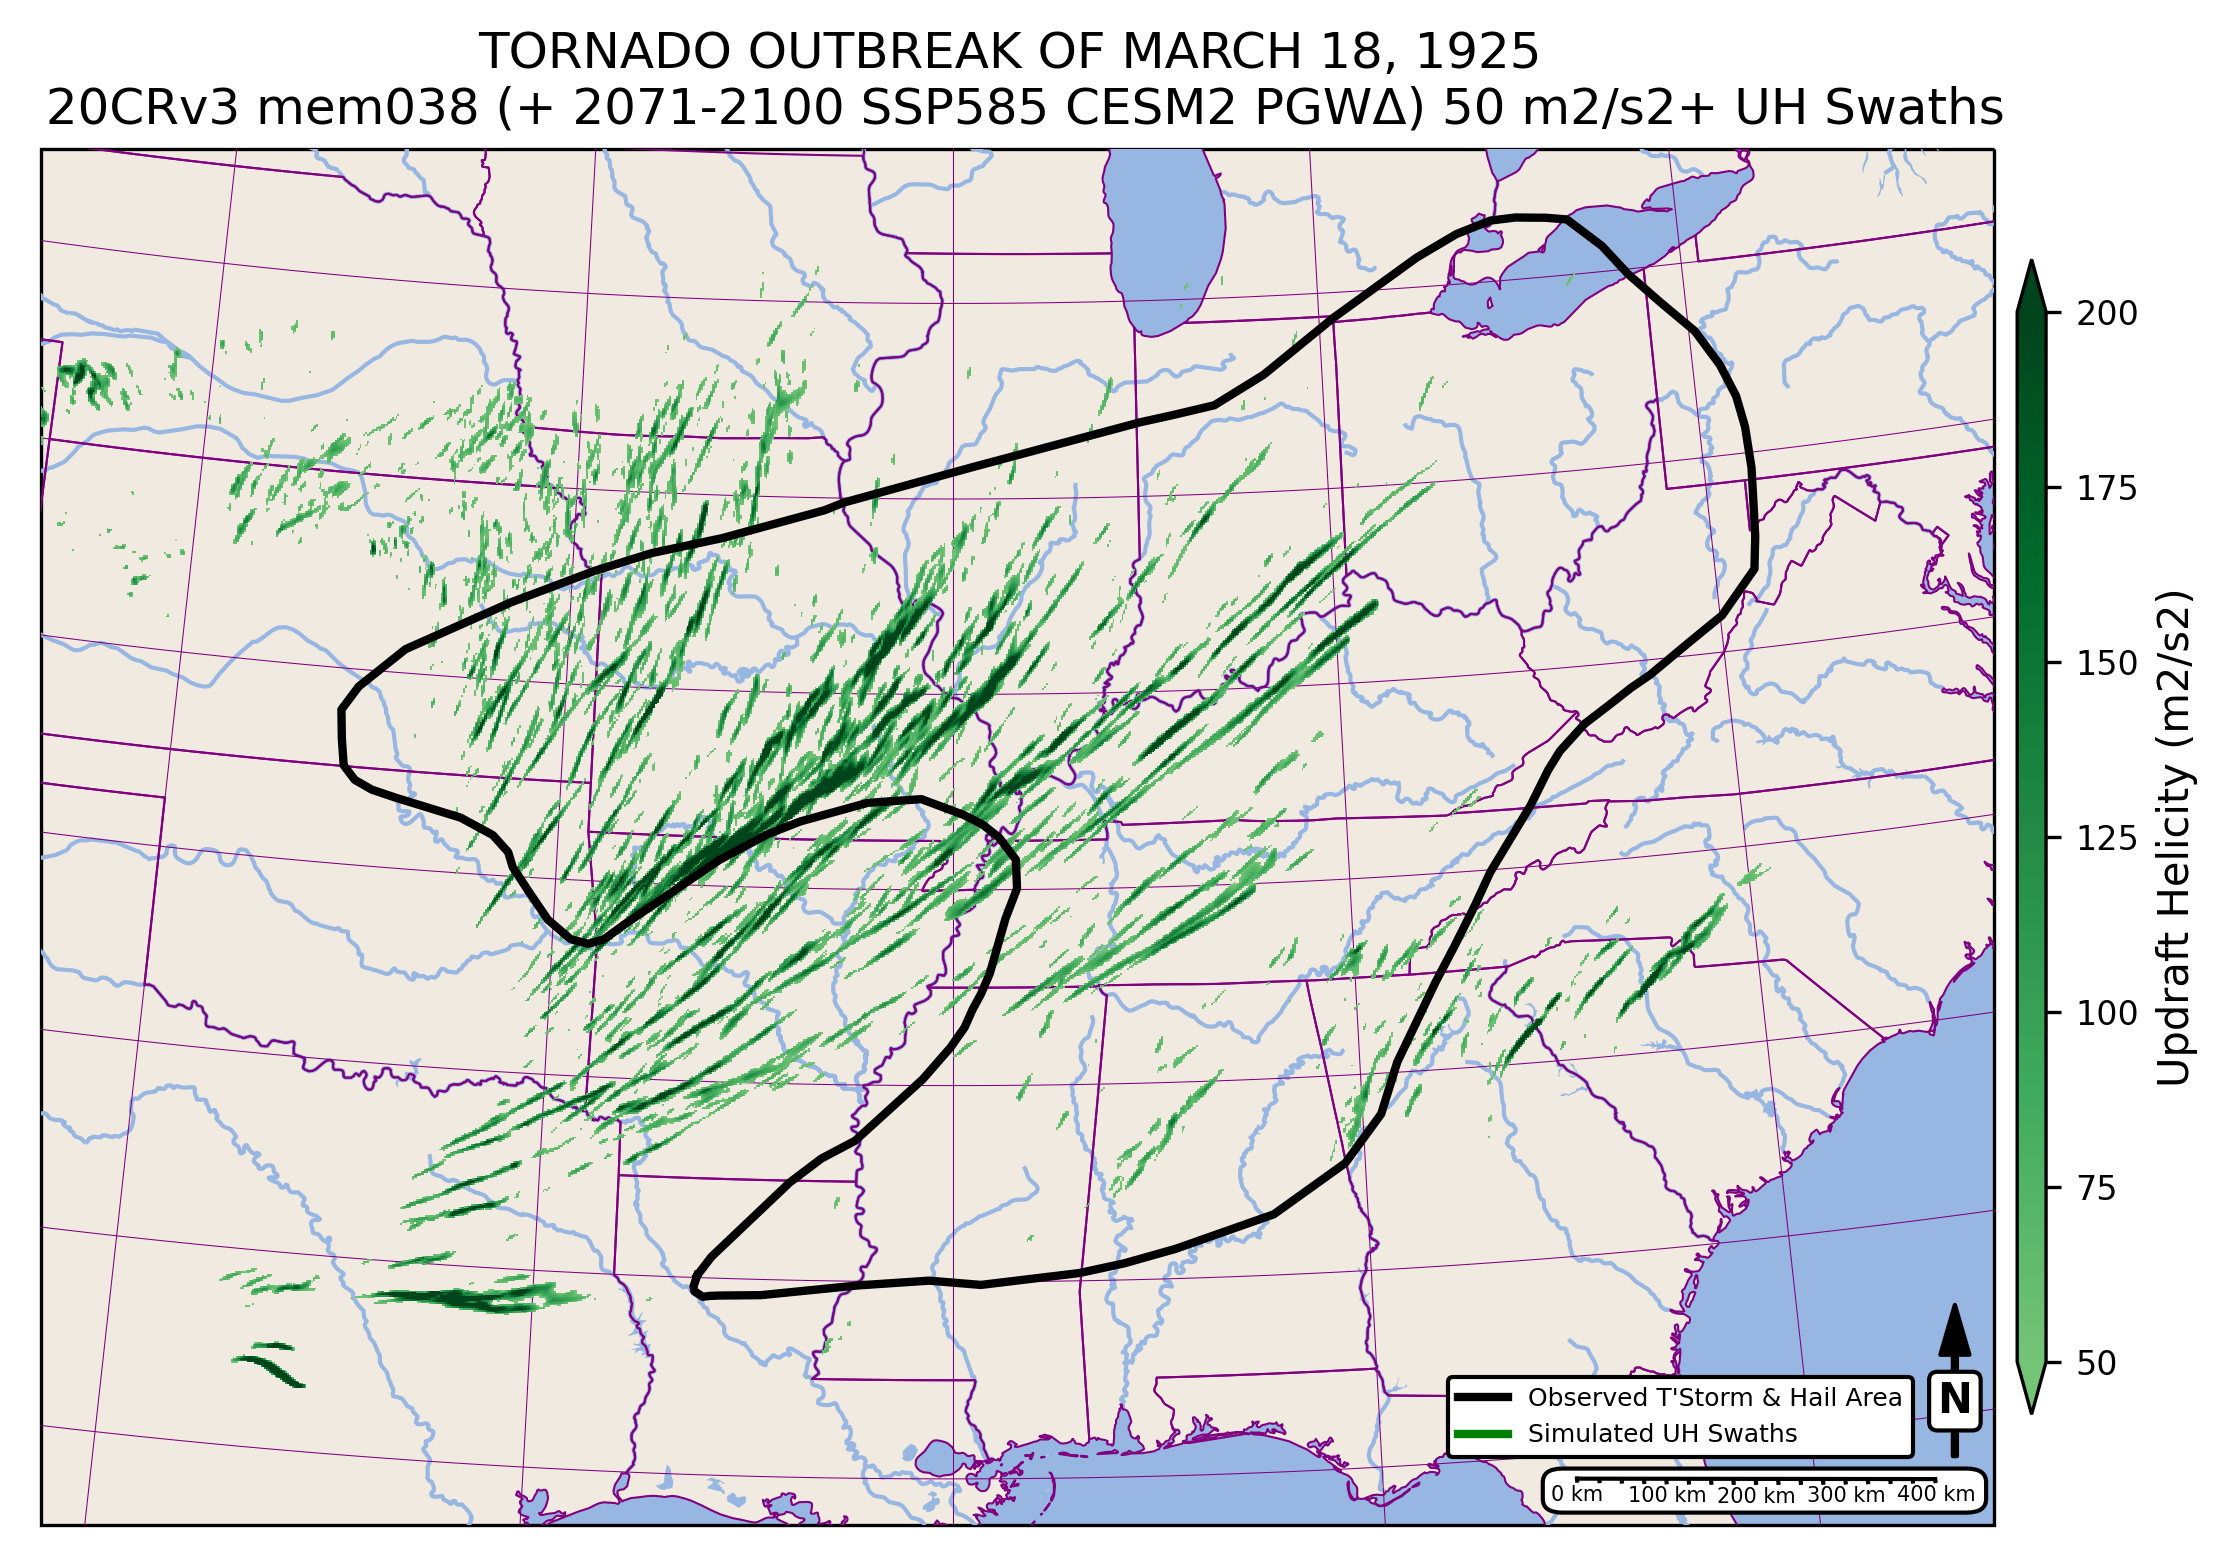 TORNADO OUTBREAK OF MARCH 18, 1925
20CRv3 mem038 (+ 2071-2100 SSP585 CESM2 PGWΔ) 50 m2/s2+ UH Swaths
200
175
150
125
100
75
50
Updraft Helicity (m2/s2)
Observed T'Storm & Hail Area
Simulated UH Swaths
N
0 km 100 km 200 km 300 km 400 km